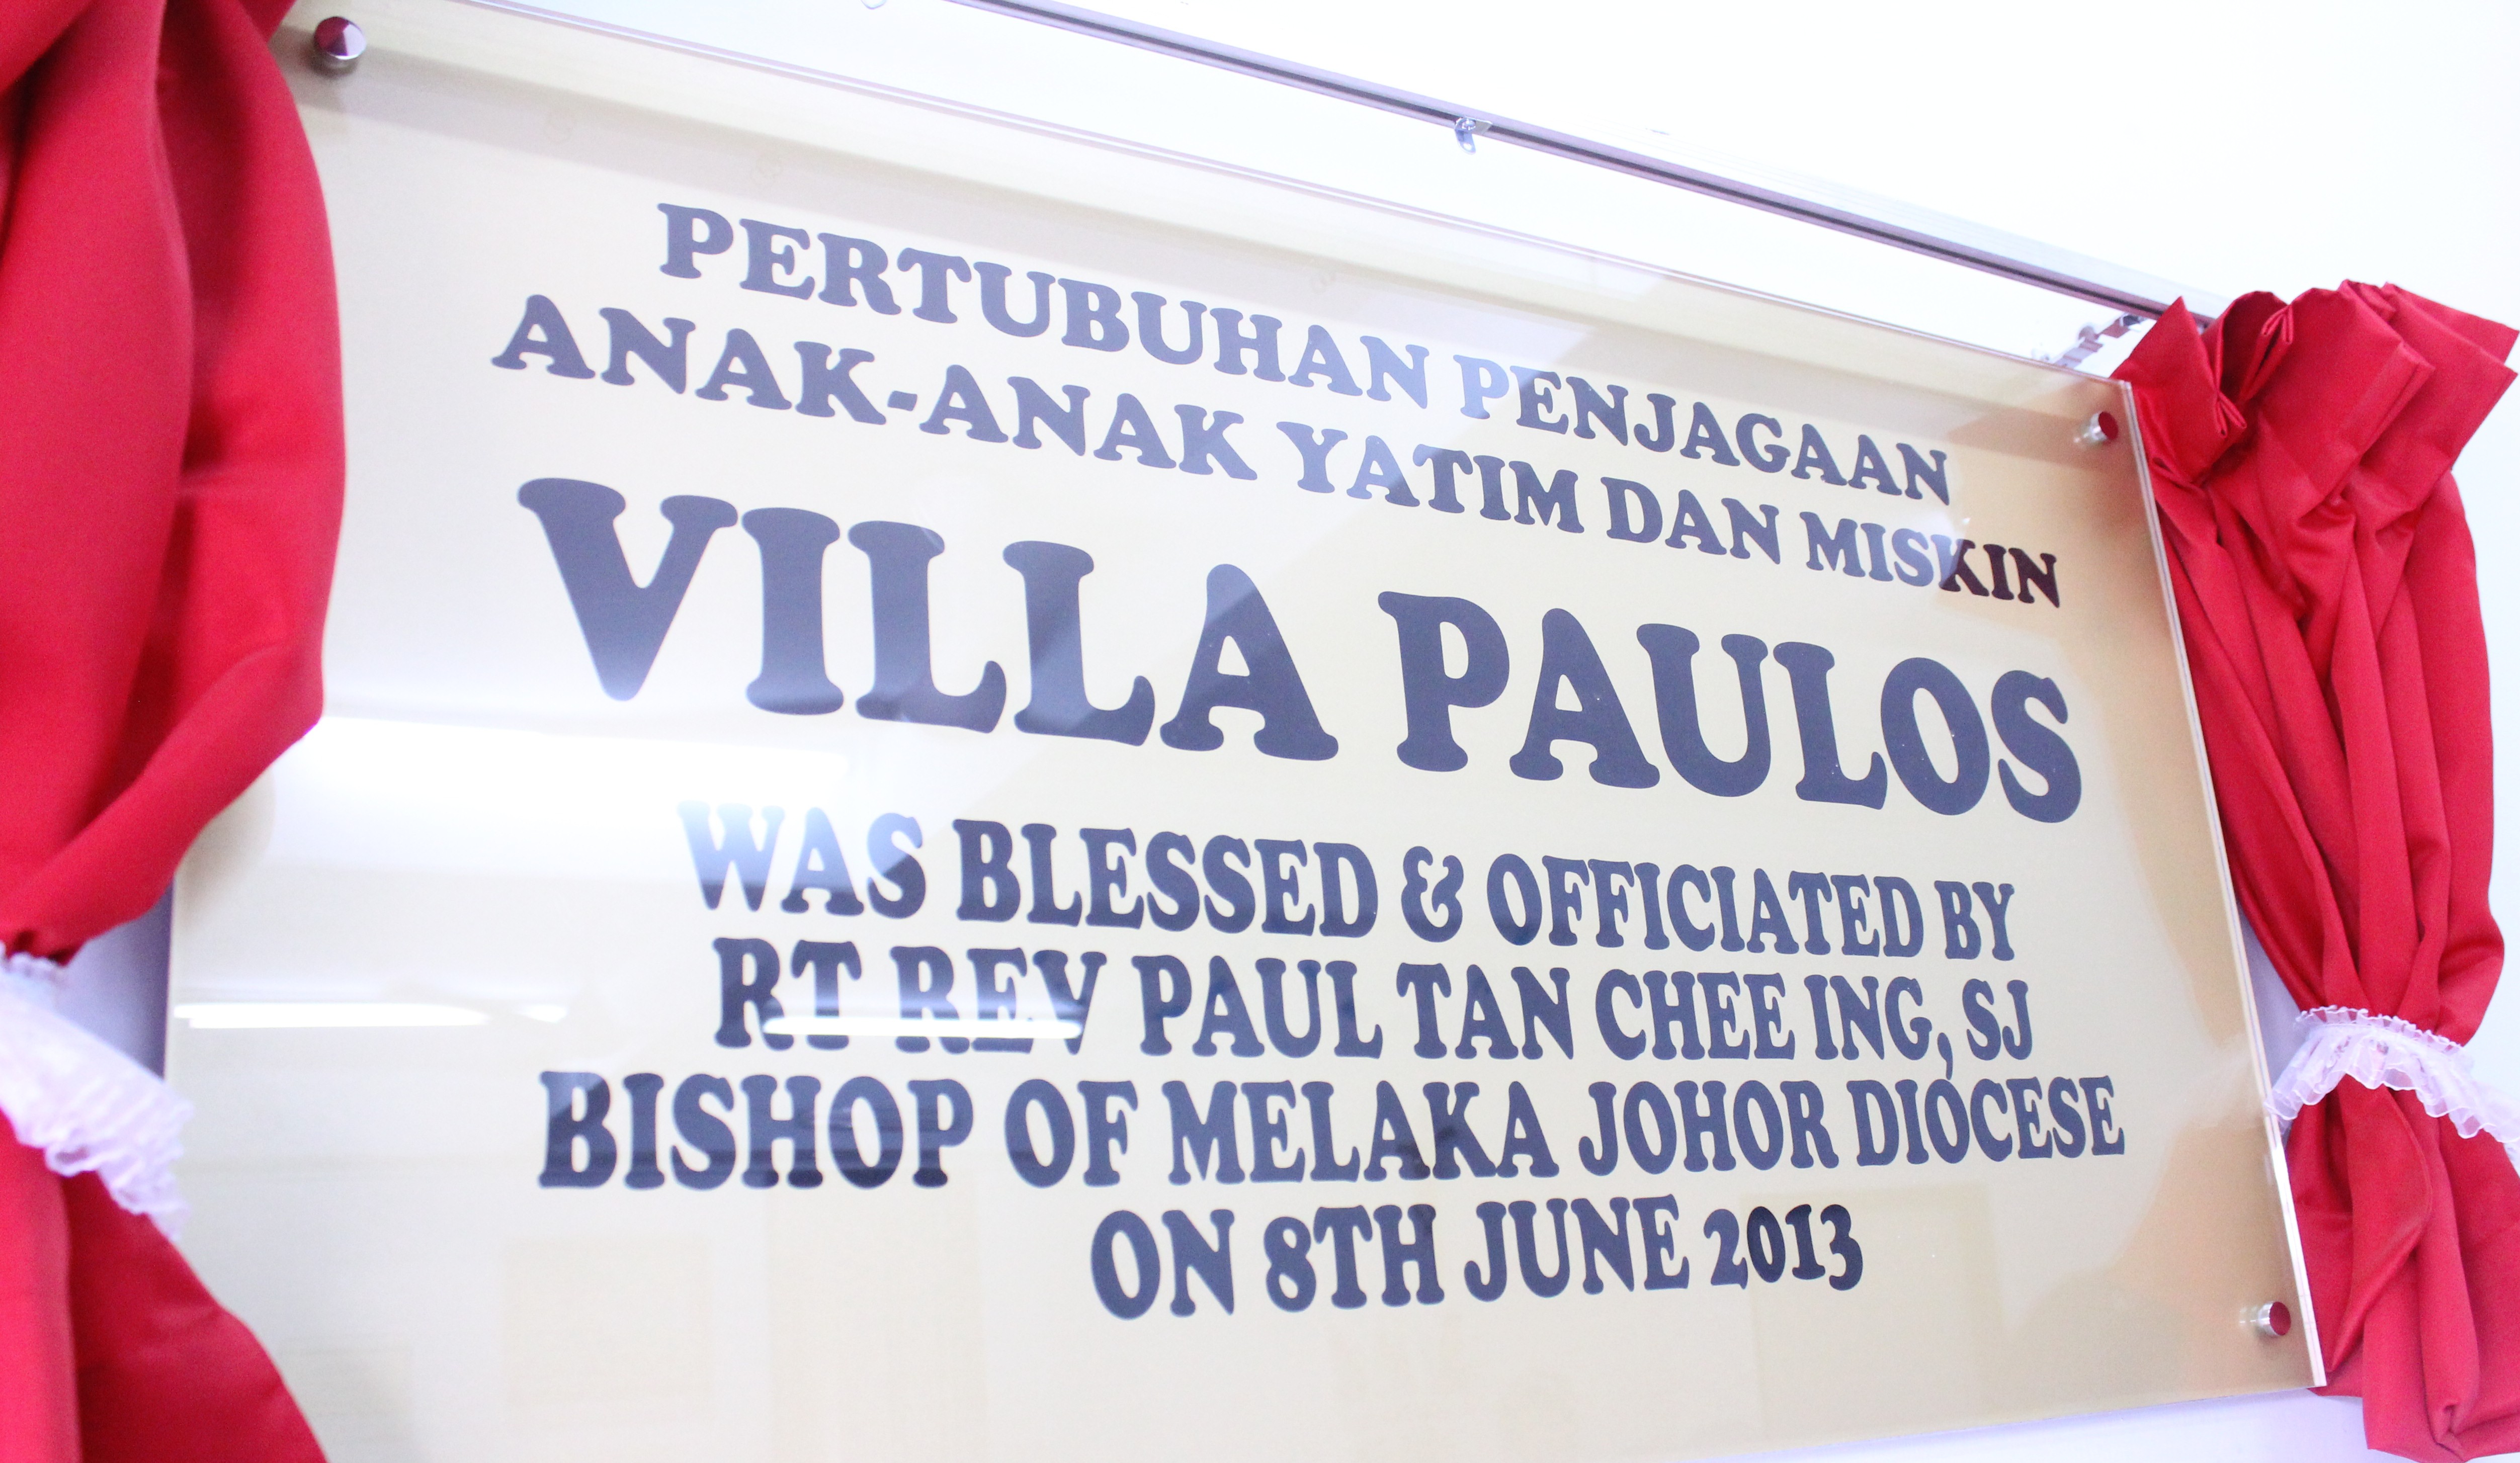 PERTUBUHAN PENJAGAAN
ANAK-ANAK YATIM DAN MISKIN
VILLA PAULOS
WAS BLESSED & OFFICIATED BY
RT REV PAUL TAN CHEE ING, SJ
BISHOP OF MELAKA JOHOR DIOCESE
ON 8TH JUNE 2013